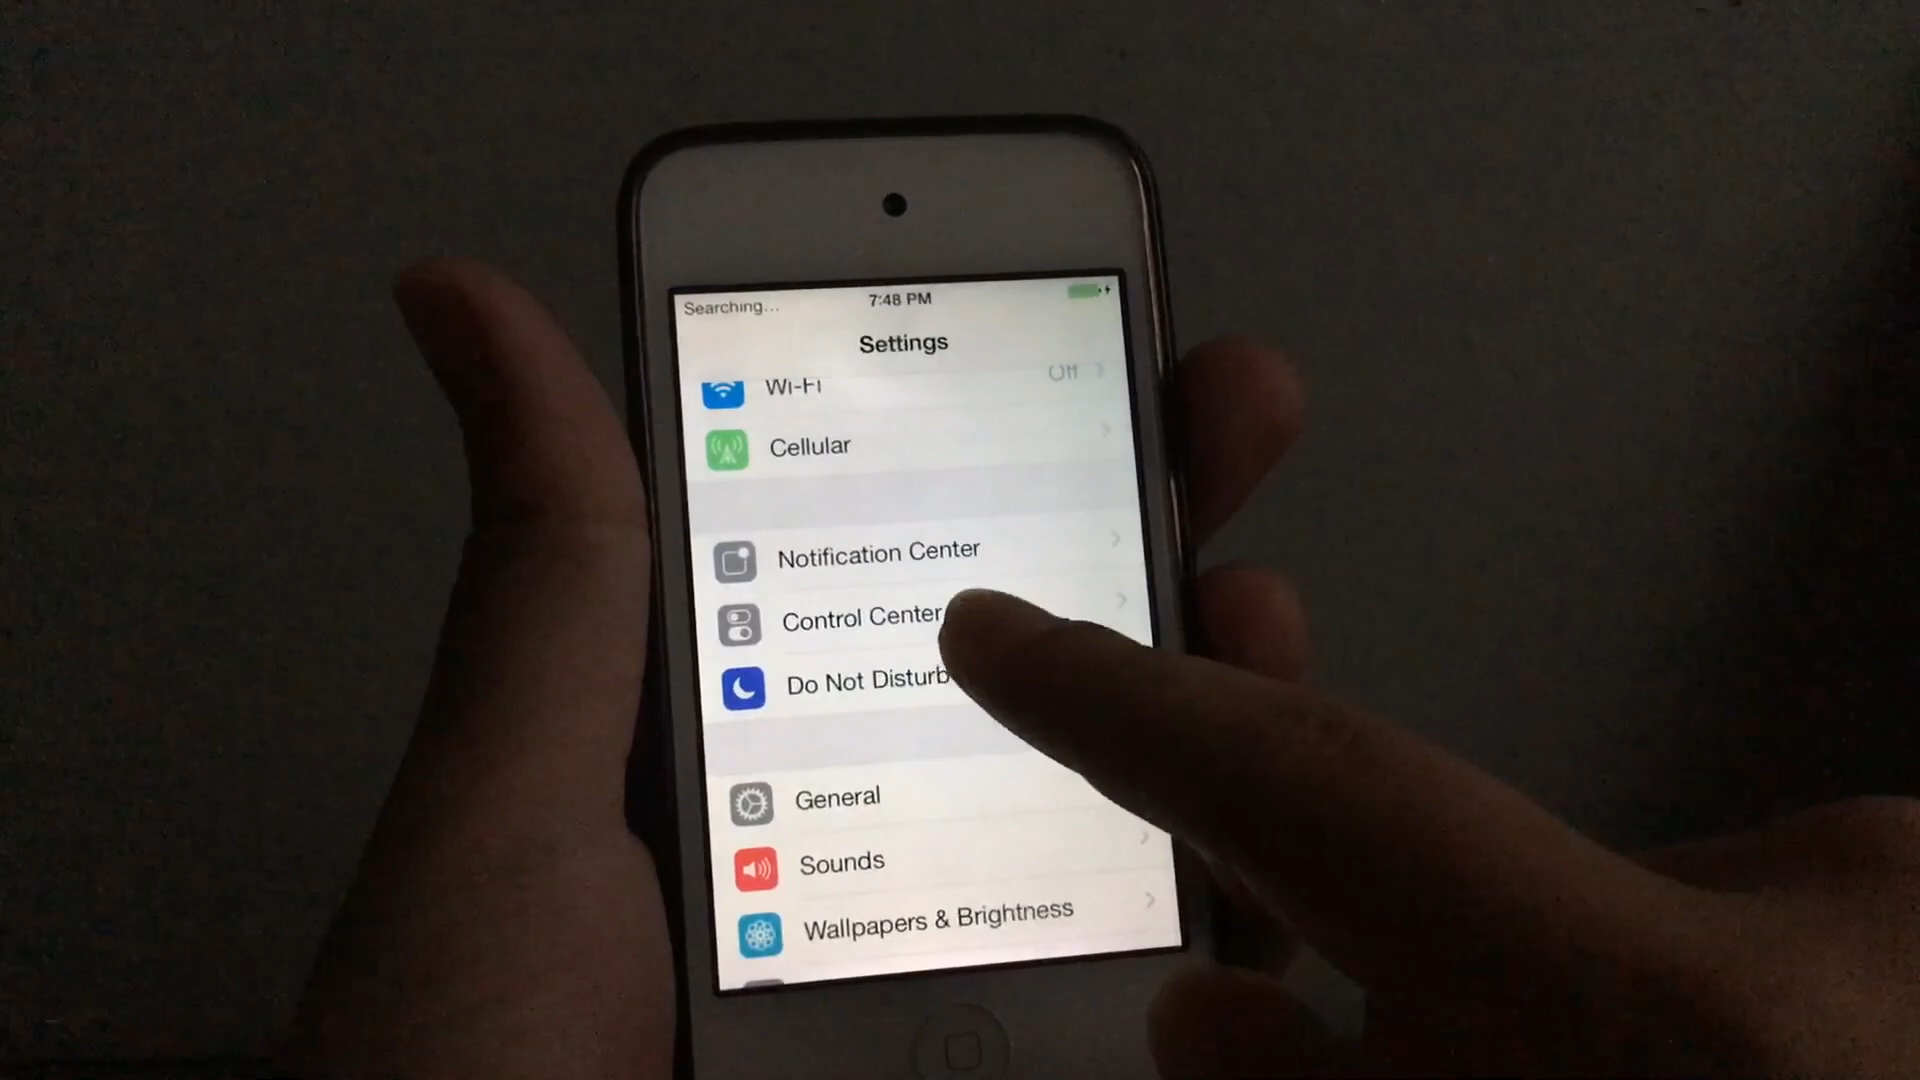 Searching...
7:48 PM
Settings
Wi-Fi
Off
Cellular
Notification Center
Control Center
Do Not Disturb
General
Sounds
Wallpapers & Brightness